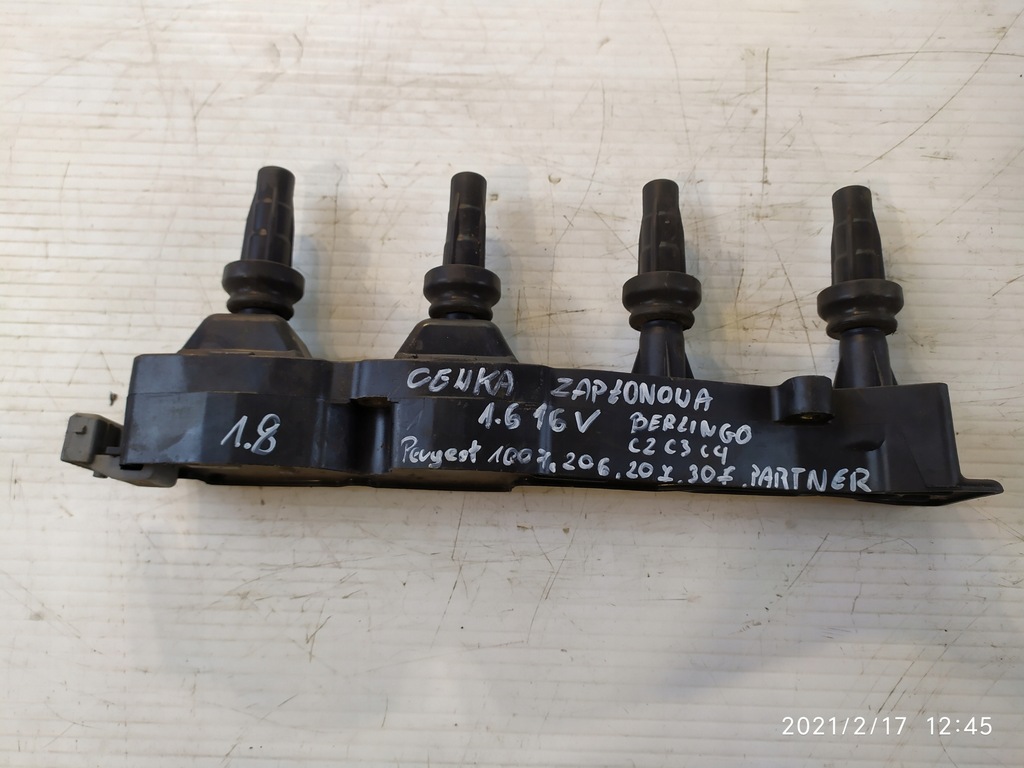 CEWKA ZAPŁONOWA
1.8
1.6 16V BERLINGO
C2 C3 C4
Peugest 1007, 206, 207, 307, PARTNER
2021/2/17 12:45